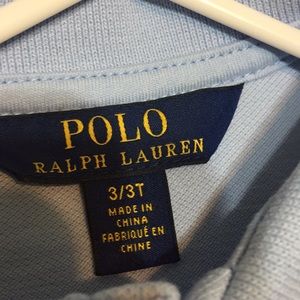 POLO
RALPH LAUREN
3/3T
MADE IN
CHINA
FABRIQUÉ EN
CHINE